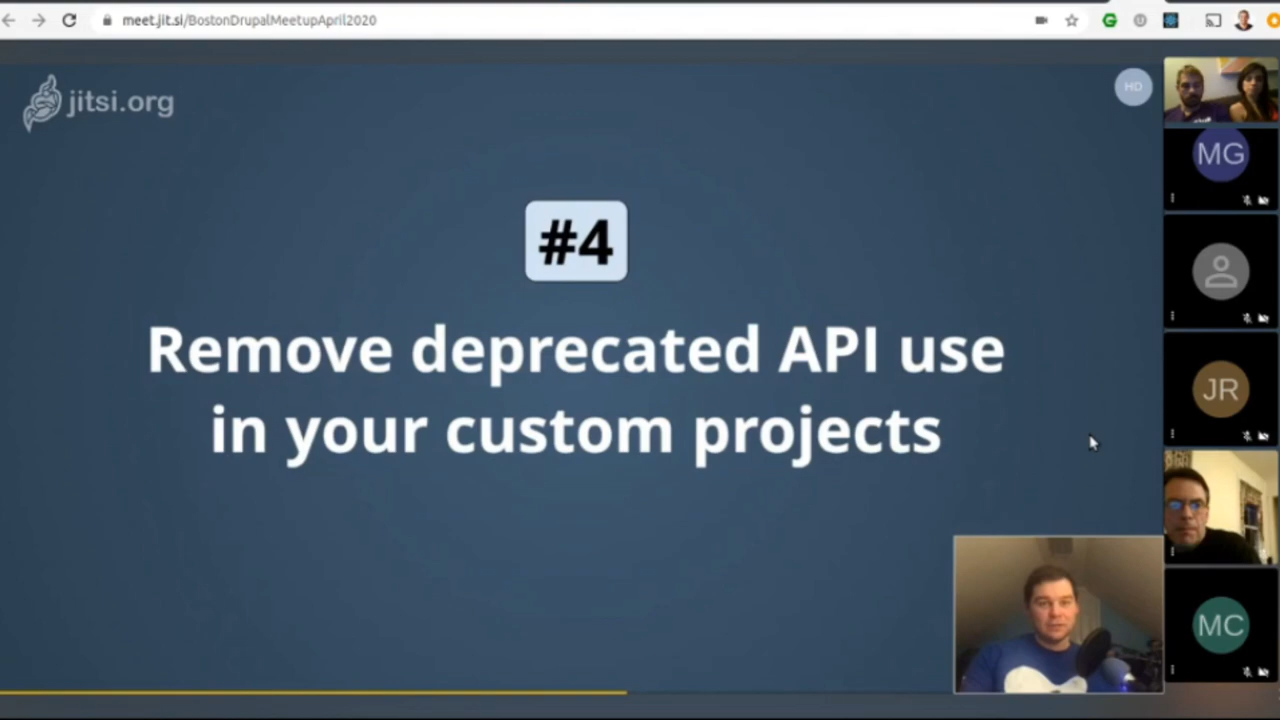 meet.jit.si/BostonDrupalMeetupApril2020
jitsi.org
HD
MG
#4
Remove deprecated API use
in your custom projects
JR
MC